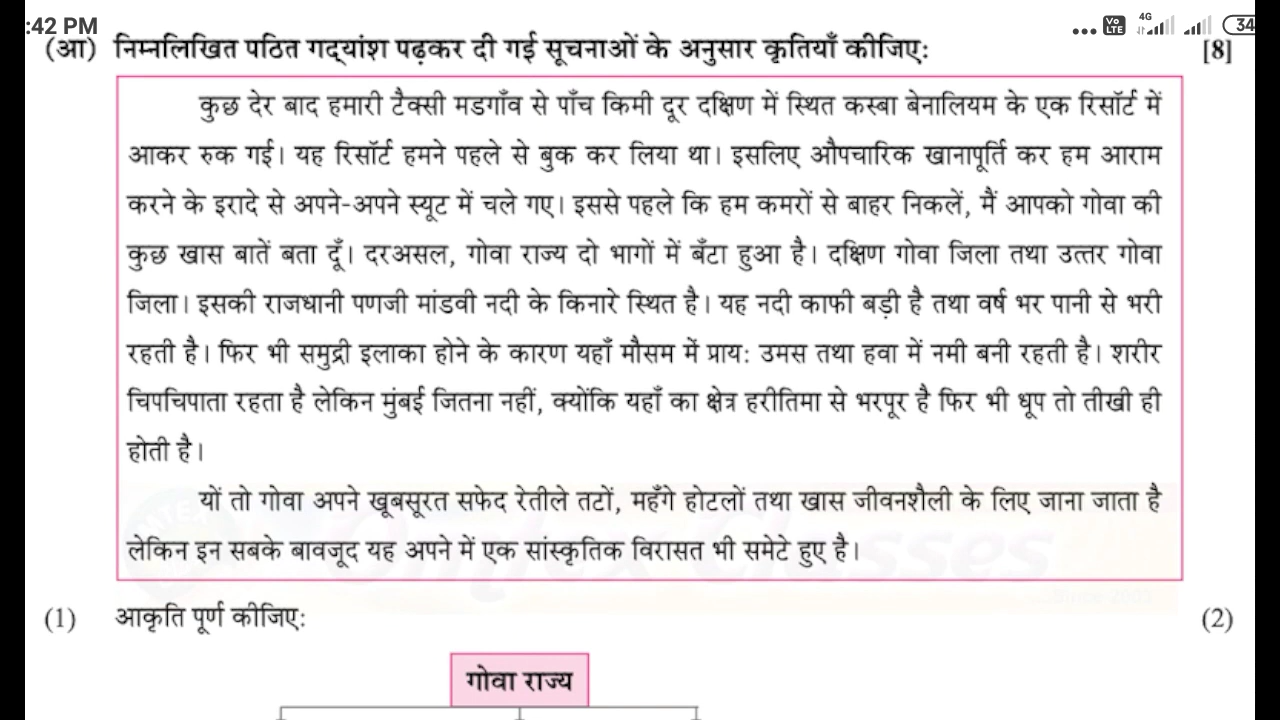 :42 PM
Vo LTE 4G 34
(आ) निम्नलिखित पठित गद्‌यांश पढ़कर दी गई सूचनाओं के अनुसार कृतियाँ कीजिए: [8]
कुछ देर बाद हमारी टैक्सी मडगाँव से पाँच किमी दूर दक्षिण में स्थित कस्बा बेनालियम के एक रिसॉर्ट में
आकर रुक गई। यह रिसॉर्ट हमने पहले से बुक कर लिया था। इसलिए औपचारिक खानापूर्ति कर हम आराम
करने के इरादे से अपने-अपने स्यूट में चले गए। इससे पहले कि हम कमरों से बाहर निकलें, मैं आपको गोवा की
कुछ खास बातें बता दूँ। दरअसल, गोवा राज्य दो भागों में बँटा हुआ है। दक्षिण गोवा जिला तथा उत्तर गोवा
जिला। इसकी राजधानी पणजी मांडवी नदी के किनारे स्थित है। यह नदी काफी बड़ी है तथा वर्ष भर पानी से भरी
रहती है। फिर भी समुद्री इलाका होने के कारण यहाँ मौसम में प्राय: उमस तथा हवा में नमी बनी रहती है। शरीर
चिपचिपाता रहता है लेकिन मुंबई जितना नहीं, क्योंकि यहाँ का क्षेत्र हरीतिमा से भरपूर है फिर भी धूप तो तीखी ही
होती है।
यों तो गोवा अपने खूबसूरत सफेद रेतीले तटों, महँगे होटलों तथा खास जीवनशैली के लिए जाना जाता है
लेकिन इन सबके बावजूद यह अपने में एक सांस्कृतिक विरासत भी समेटे हुए है।
(1) आकृति पूर्ण कीजिए: (2)
गोवा राज्य